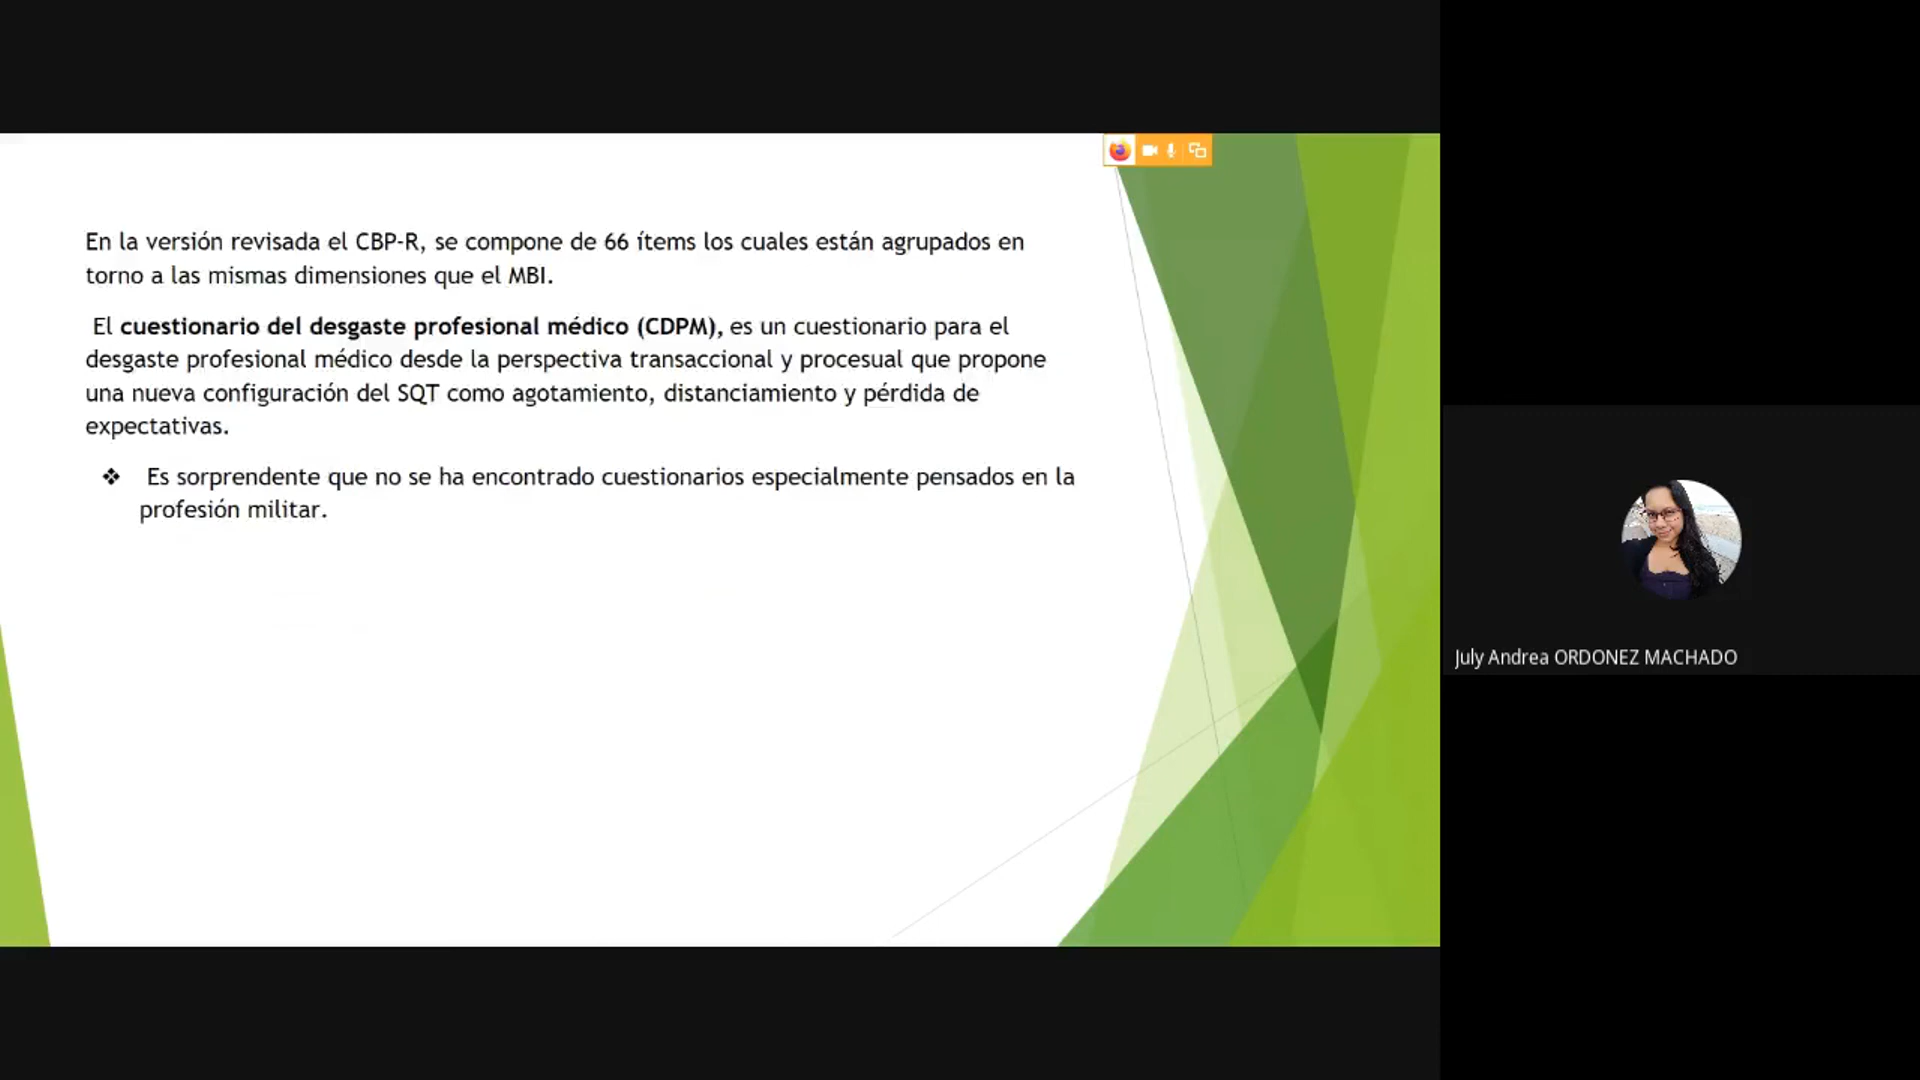 En la versión revisada el CBP-R, se compone de 66 ítems los cuales están agrupados en
torno a las mismas dimensiones que el MBI.
El cuestionario del desgaste profesional médico (CDPM), es un cuestionario para el
desgaste profesional médico desde la perspectiva transaccional y procesual que propone
una nueva configuración del SQT como agotamiento, distanciamiento y pérdida de
expectativas.
❖ Es sorprendente que no se ha encontrado cuestionarios especialmente pensados en la
profesión militar.
July Andrea ORDONEZ MACHADO